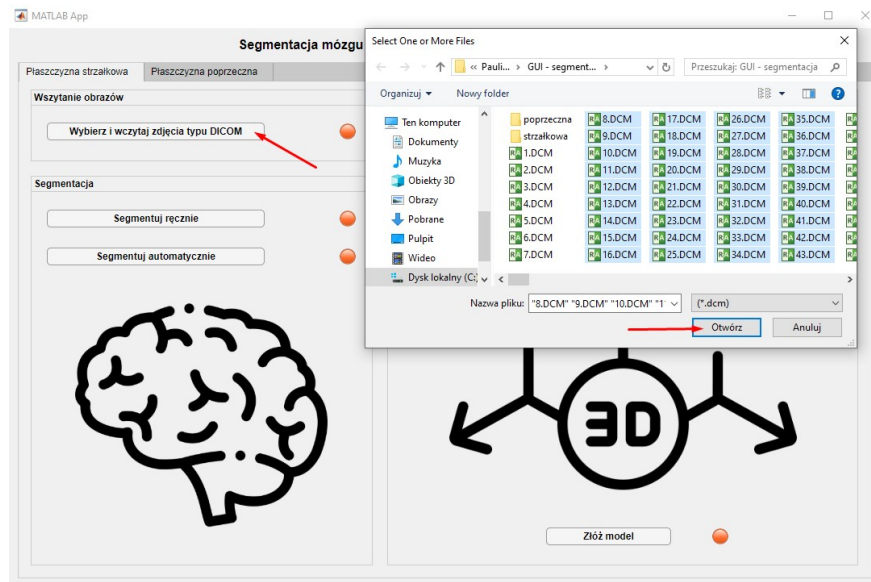 MATLAB App
Segmentacja mózgu
Płaszczyzna strzałkowa
Płaszczyzna poprzeczna
Wszytanie obrazów
Wybierz i wczytaj zdjęcia typu DICOM
Segmentacja
Segmentuj ręcznie
Segmentuj automatycznie
Select One or More Files
« Pauli... › GUI - segment... ›
Przeszukaj: GUI - segmentacja
Organizuj
Nowy folder
Ten komputer
Dokumenty
Muzyka
Obiekty 3D
Obrazy
Pobrane
Pulpit
Wideo
Dysk lokalny (C:
poprzeczna
strzałkowa
1.DCM
2.DCM
3.DCM
4.DCM
5.DCM
6.DCM
7.DCM
8.DCM
9.DCM
10.DCM
11.DCM
12.DCM
13.DCM
14.DCM
15.DCM
16.DCM
17.DCM
18.DCM
19.DCM
20.DCM
21.DCM
22.DCM
23.DCM
24.DCM
25.DCM
26.DCM
27.DCM
28.DCM
29.DCM
30.DCM
31.DCM
32.DCM
33.DCM
34.DCM
35.DCM
36.DCM
37.DCM
38.DCM
39.DCM
40.DCM
41.DCM
42.DCM
43.DCM
Nazwa pliku: "8.DCM" "9.DCM" "10.DCM" "1
(*.dcm)
Otwórz
Anuluj
3D
Złóż model